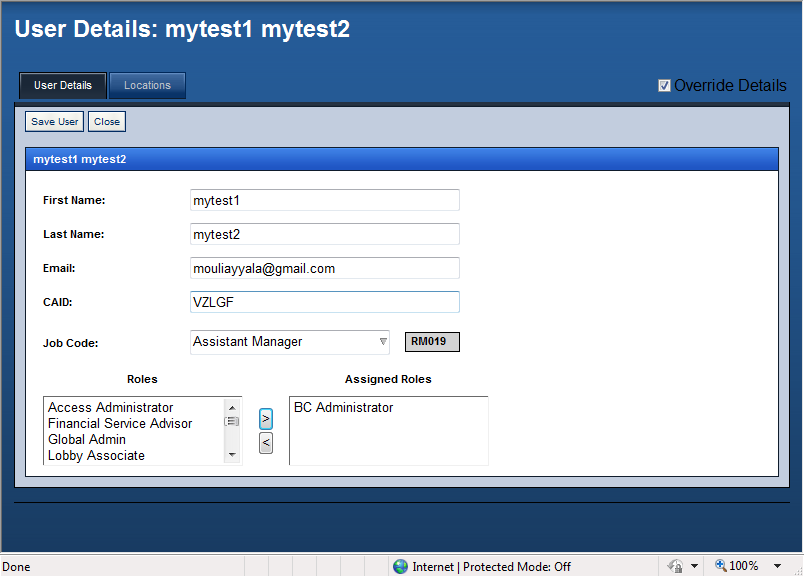 User Details: mytest1 mytest2
User Details Locations Override Details
Save User Close
mytest1 mytest2
First Name: mytest1
Last Name: mytest2
Email: mouliayyala@gmail.com
CAID: VZLGF
Job Code: Assistant Manager RM019
Roles Assigned Roles
Access Administrator > BC Administrator
Financial Service Advisor
Global Admin <
Lobby Associate
Done Internet | Protected Mode: Off 100%